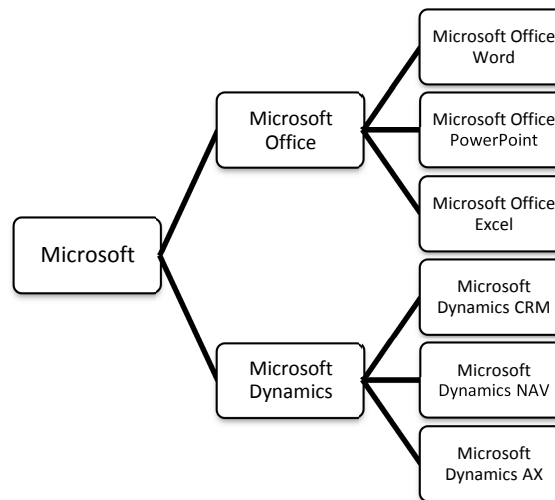 Microsoft
Microsoft
Office
Microsoft Office
Word
Microsoft Office
PowerPoint
Microsoft Office
Excel
Microsoft
Dynamics
Microsoft
Dynamics CRM
Microsoft
Dynamics NAV
Microsoft
Dynamics AX